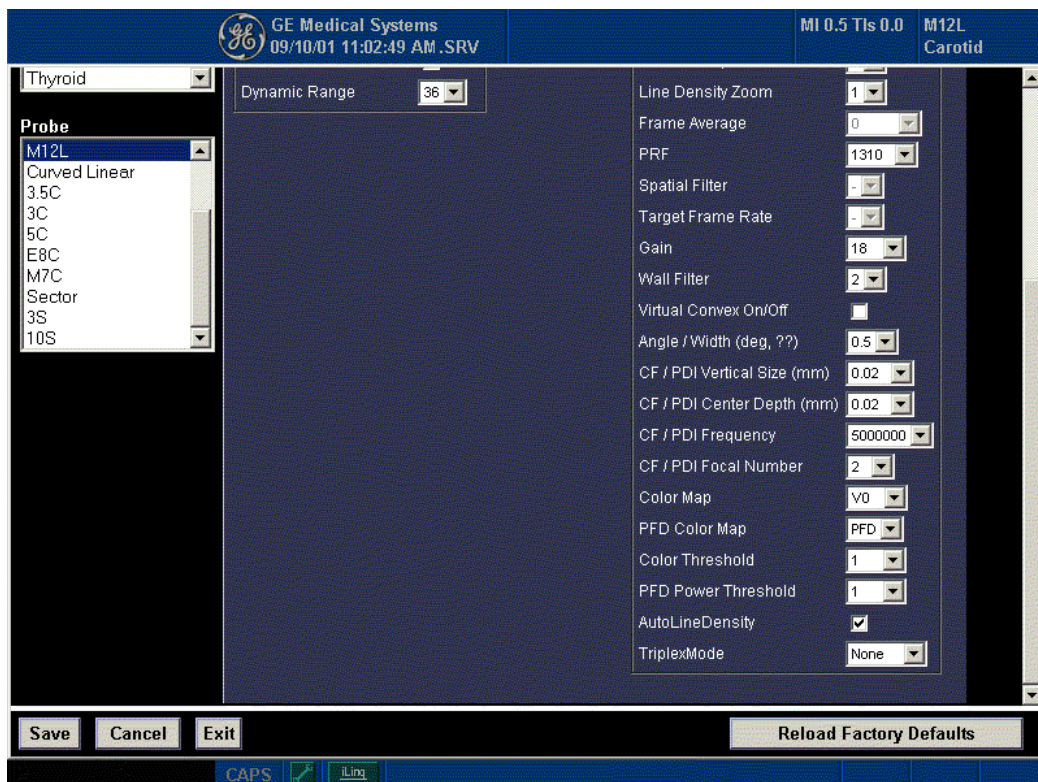 GE Medical Systems
09/10/01 11:02:49 AM.SRV
MI 0.5 TIs 0.0
M12L
Carotid
Thyroid
Probe
M12L
Curved Linear
3.5C
3C
5C
E8C
M7C
Sector
3S
10S
Dynamic Range 36
Line Density Zoom 1
Frame Average 0
PRF 1310
Spatial Filter -
Target Frame Rate -
Gain 18
Wall Filter 2
Virtual Convex On/Off
Angle / Width (deg, ??) 0.5
CF / PDI Vertical Size (mm) 0.02
CF / PDI Center Depth (mm) 0.02
CF / PDI Frequency 5000000
CF / PDI Focal Number 2
Color Map V0
PFD Color Map PFD
Color Threshold 1
PFD Power Threshold 1
AutoLineDensity
TriplexMode None
Save Cancel Exit Reload Factory Defaults
CAPS iLinq